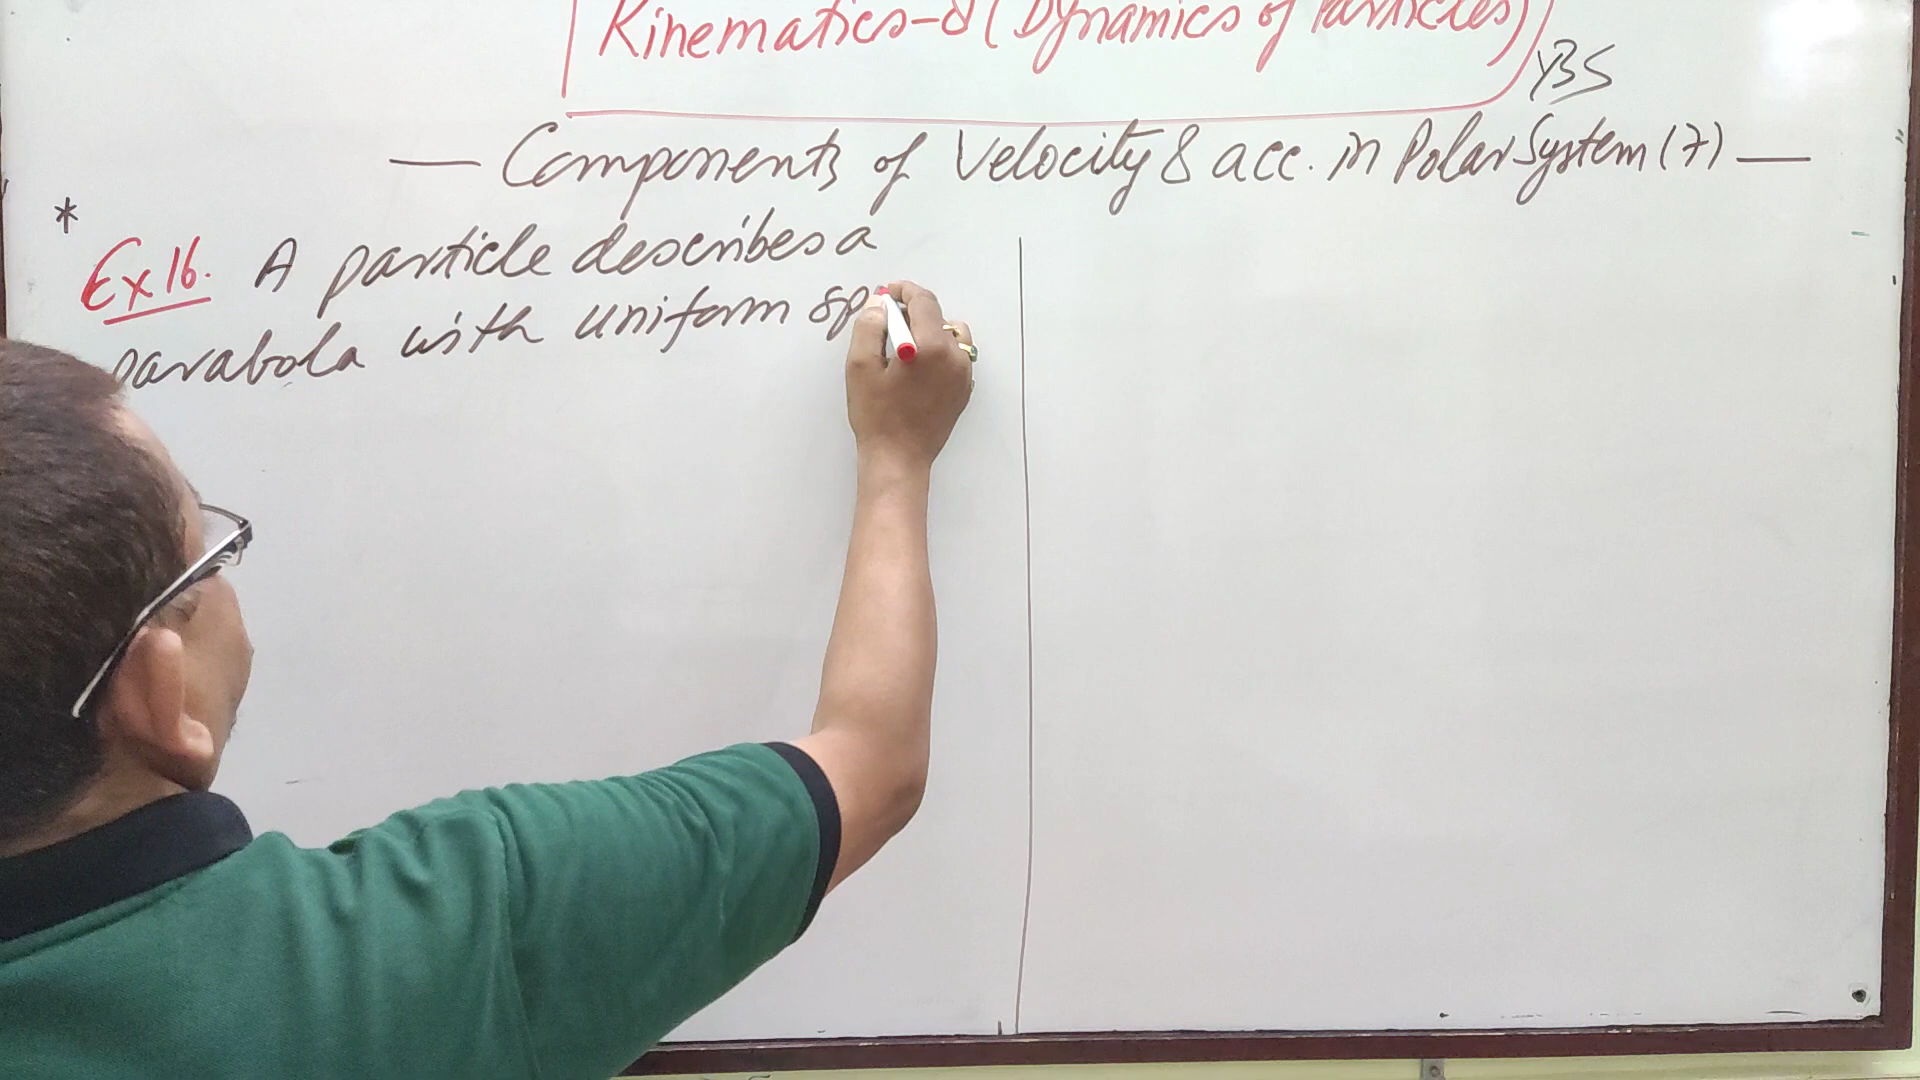 Kinematics-d (Dynamics of Particles)
YBS
— Components of Velocity & acc. in Polar System (7) —
*
Ex 16. A particle describes a
parabola with uniform sp